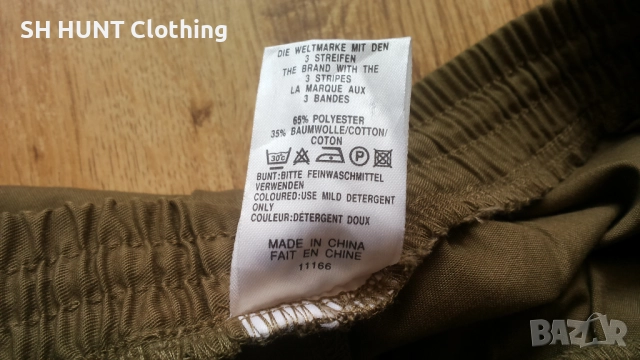 SH HUNT Clothing
DIE WELTMARKE MIT DEN
3 STREIFEN
THE BRAND WITH THE
3 STRIPES
LA MARQUE AUX
3 BANDES
65% POLYESTER
35% BAUMWOLLE/COTTON/
COTON
30°C
P
BUNT:BITTE FEINWASCHMITTEL
VERWENDEN
COLOURED:USE MILD DETERGENT
ONLY
COULEUR:DÉTERGENT DOUX
MADE IN CHINA
FAIT EN CHINE
11166
BAZAR